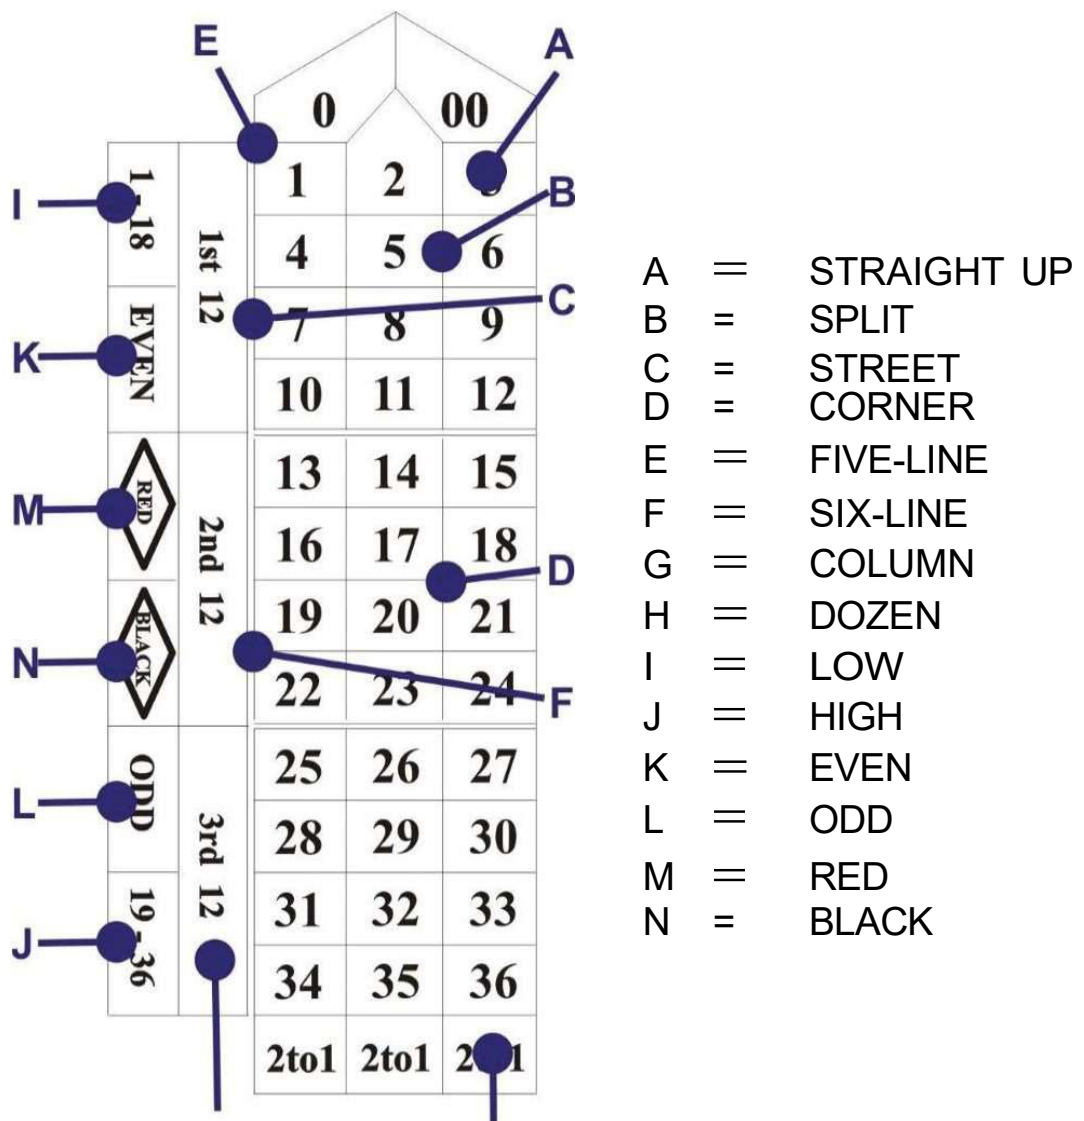 E
A
0 00
1 2
B
4 5 6
C
7 8 9
10 11 12
13 14 15
16 17 18
D
19 20 21
22 23 24
F
25 26 27
28 29 30
31 32 33
34 35 36
2to1 2to1
1st 12
2nd 12
3rd 12
I
1 - 18
K
EVEN
M
RED
N
BLACK
L
ODD
J
19 - 36
A = STRAIGHT UP
B = SPLIT
C = STREET
D = CORNER
E = FIVE-LINE
F = SIX-LINE
G = COLUMN
H = DOZEN
I = LOW
J = HIGH
K = EVEN
L = ODD
M = RED
N = BLACK